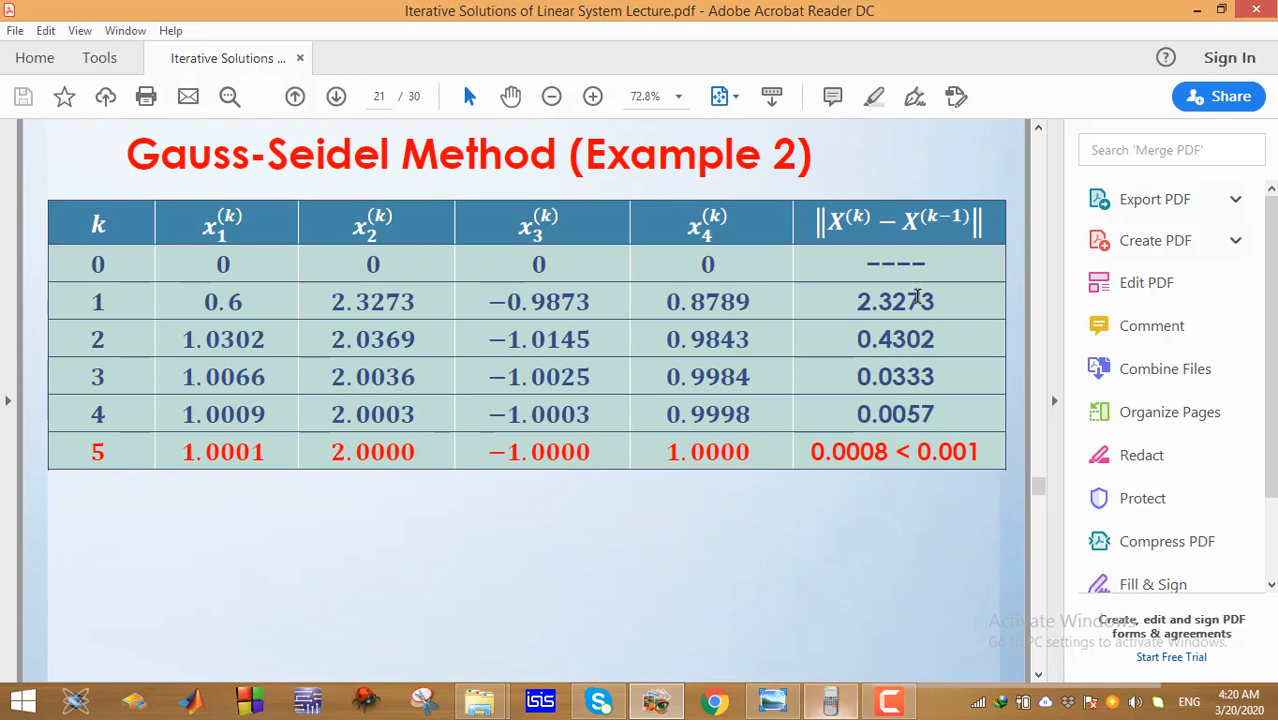 Iterative Solutions of Linear System Lecture.pdf - Adobe Acrobat Reader DC
File Edit View Window Help
Home Tools Iterative Solutions ... × Sign In
21 / 30 72.8% Share
Gauss-Seidel Method (Example 2)
k x₁⁽ᵏ⁾ x₂⁽ᵏ⁾ x₃⁽ᵏ⁾ x₄⁽ᵏ⁾ ‖X⁽ᵏ⁾ − X⁽ᵏ⁻¹⁾‖
0 0 0 0 0 −−−−
1 0.6 2.3273 −0.9873 0.8789 2.3273
2 1.0302 2.0369 −1.0145 0.9843 0.4302
3 1.0066 2.0036 −1.0025 0.9984 0.0333
4 1.0009 2.0003 −1.0003 0.9998 0.0057
5 1.0001 2.0000 −1.0000 1.0000 0.0008 < 0.001
Search 'Merge PDF'
Export PDF
Create PDF
Edit PDF
Comment
Combine Files
Organize Pages
Redact
Protect
Compress PDF
Fill & Sign
Activate Windows
Go to PC settings to activate Windows.
Create, edit and sign PDF
forms & agreements
Start Free Trial
isis
ENG
4:20 AM
3/20/2020